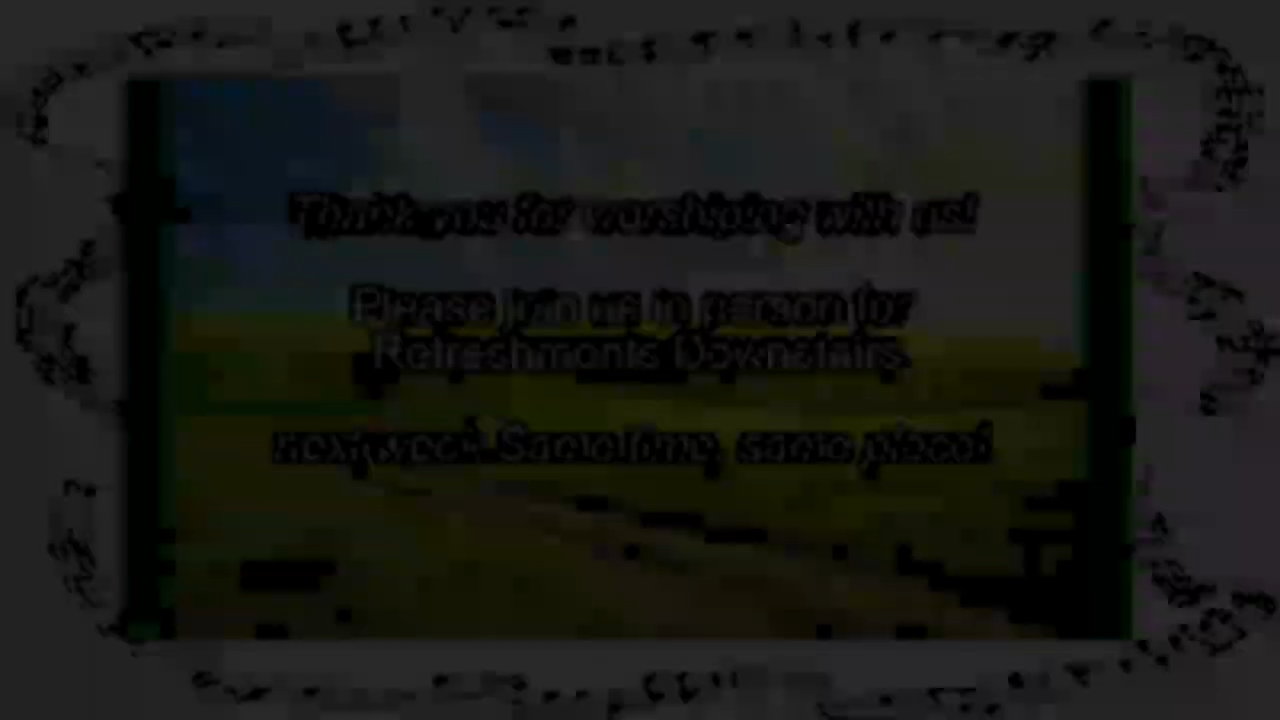 Thank you for worshiping with us!
Please join us in person for
Refreshments Downstairs.
next week Same time, same place!